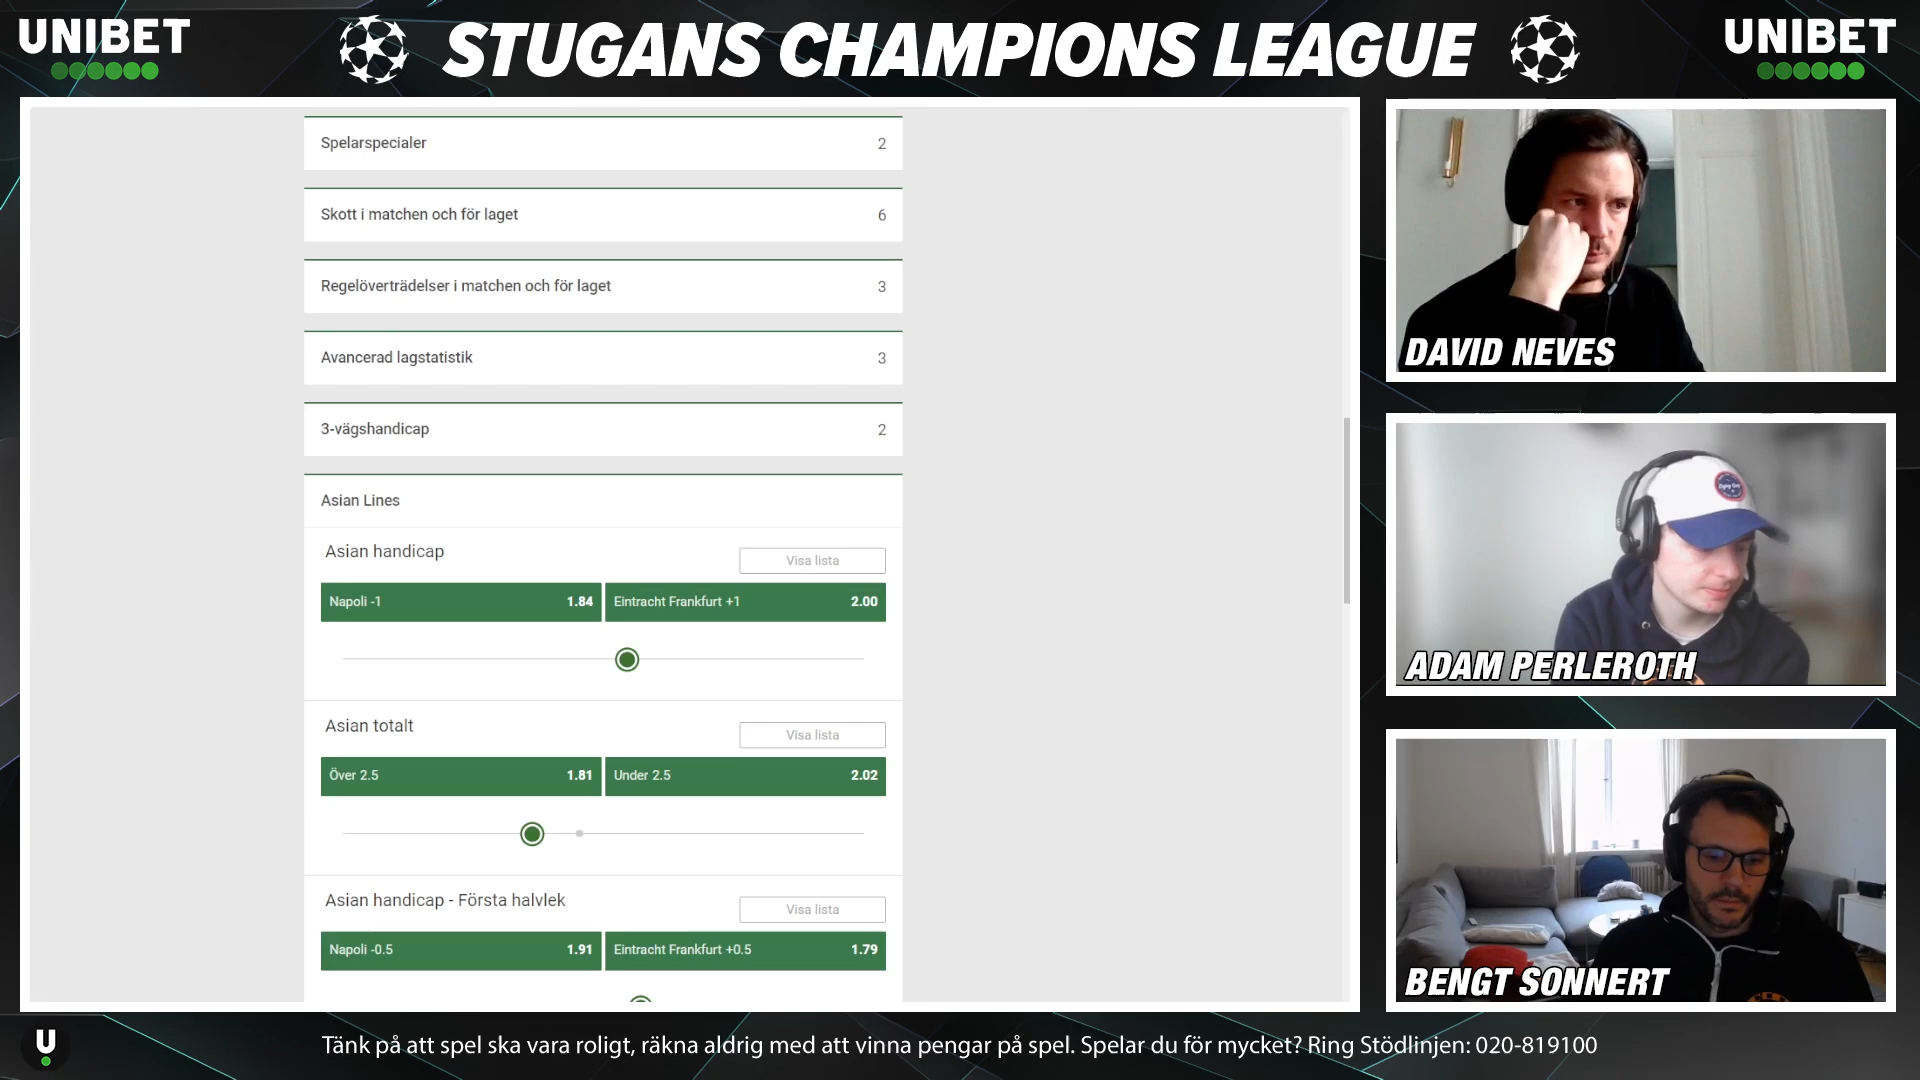 UNIBET
STUGANS CHAMPIONS LEAGUE
UNIBET
Spelarspecialer 2
Skott i matchen och för laget 6
Regelöverträdelser i matchen och för laget 3
Avancerad lagstatistik 3
3-vägshandicap 2
Asian Lines
Asian handicap
Visa lista
Napoli -1 1.84 Eintracht Frankfurt +1 2.00
Asian totalt
Visa lista
Över 2.5 1.81 Under 2.5 2.02
Asian handicap - Första halvlek
Visa lista
Napoli -0.5 1.91 Eintracht Frankfurt +0.5 1.79
DAVID NEVES
ADAM PERLEROTH
BENGT SONNERT
U
Tänk på att spel ska vara roligt, räkna aldrig med att vinna pengar på spel. Spelar du för mycket? Ring Stödlinjen: 020-819100